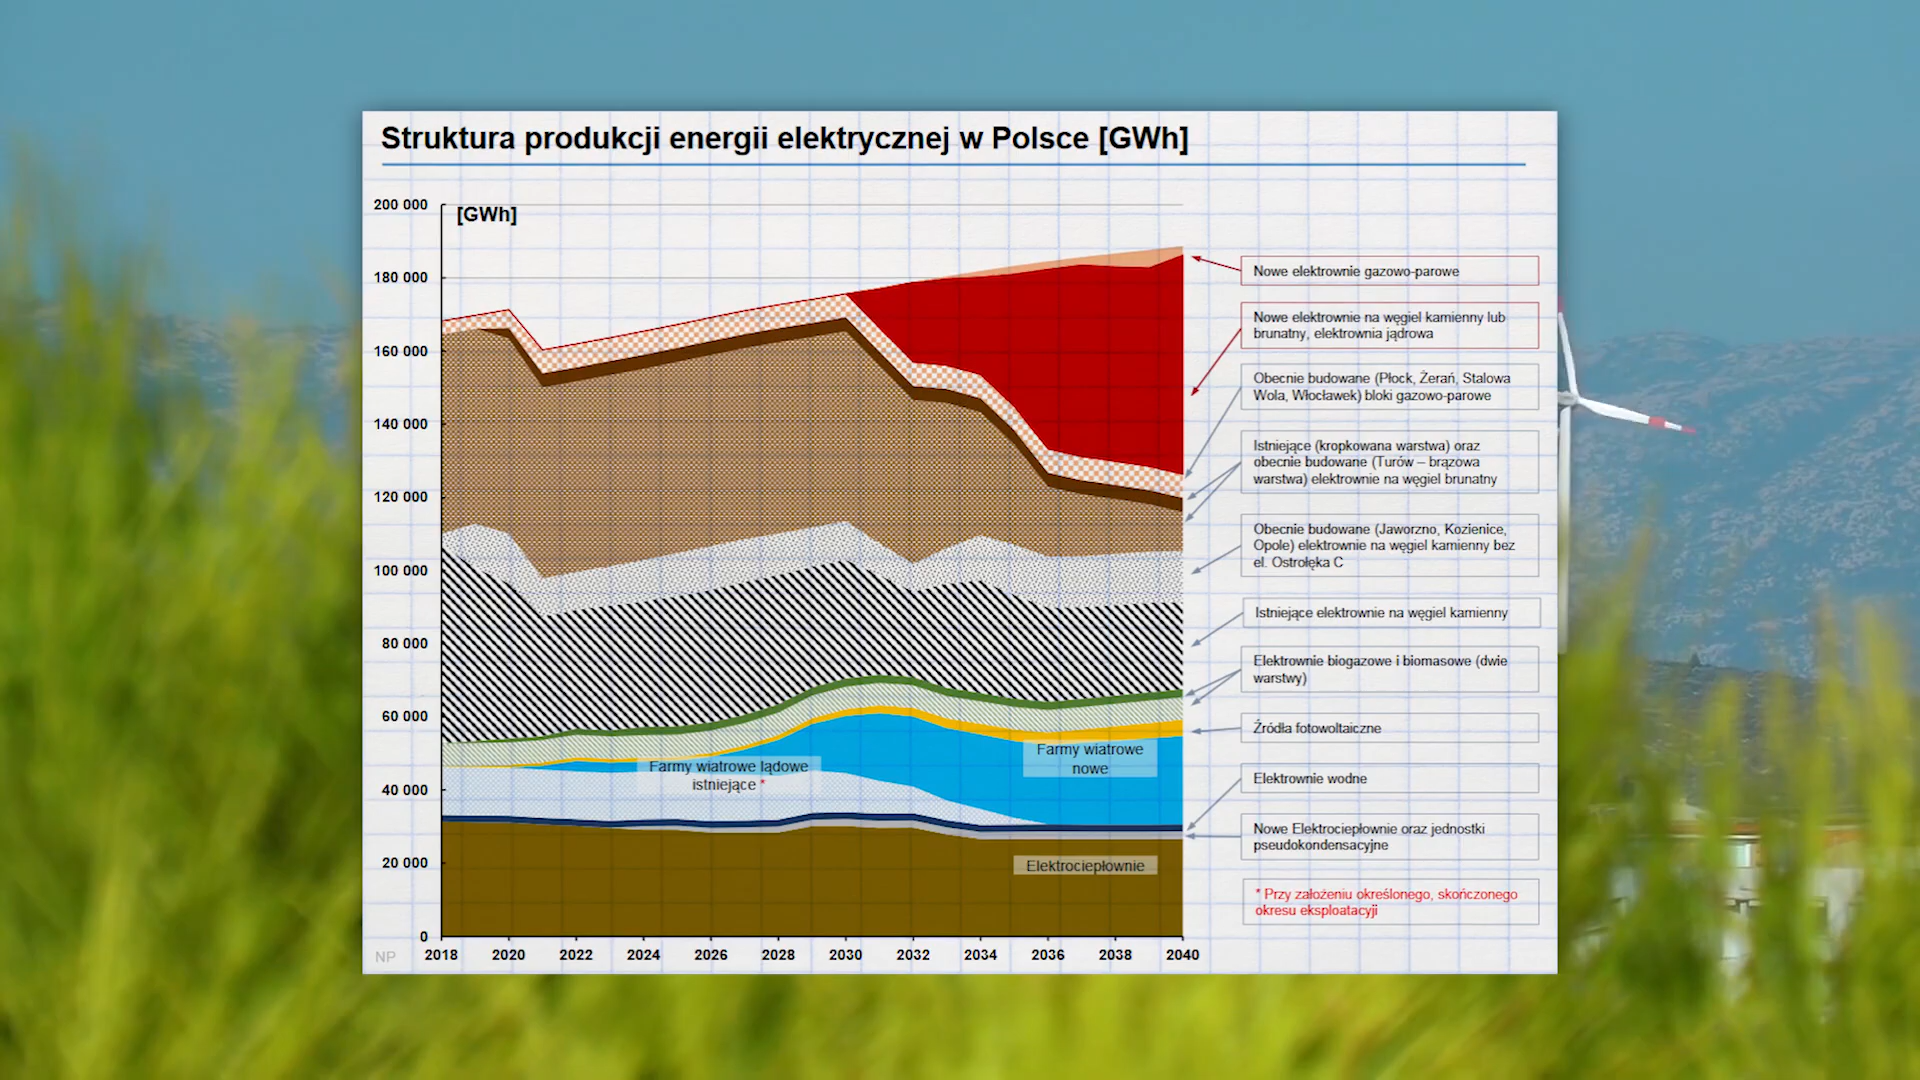 Struktura produkcji energii elektrycznej w Polsce [GWh]
[GWh]
200 000
180 000
160 000
140 000
120 000
100 000
80 000
60 000
40 000
20 000
0
2018 2020 2022 2024 2026 2028 2030 2032 2034 2036 2038 2040
NP
Farmy wiatrowe lądowe
istniejące *
Farmy wiatrowe
nowe
Elektrociepłownie
Nowe elektrownie gazowo-parowe
Nowe elektrownie na węgiel kamienny lub
brunatny, elektrownia jądrowa
Obecnie budowane (Płock, Żerań, Stalowa
Wola, Włocławek) bloki gazowo-parowe
Istniejące (kropkowana warstwa) oraz
obecnie budowane (Turów – brązowa
warstwa) elektrownie na węgiel brunatny
Obecnie budowane (Jaworzno, Kozienice,
Opole) elektrownie na węgiel kamienny bez
el. Ostrołęka C
Istniejące elektrownie na węgiel kamienny
Elektrownie biogazowe i biomasowe (dwie
warstwy)
Źródła fotowoltaiczne
Elektrownie wodne
Nowe Elektrociepłownie oraz jednostki
pseudokondensacyjne
* Przy założeniu określonego, skończonego
okresu eksploatacyji